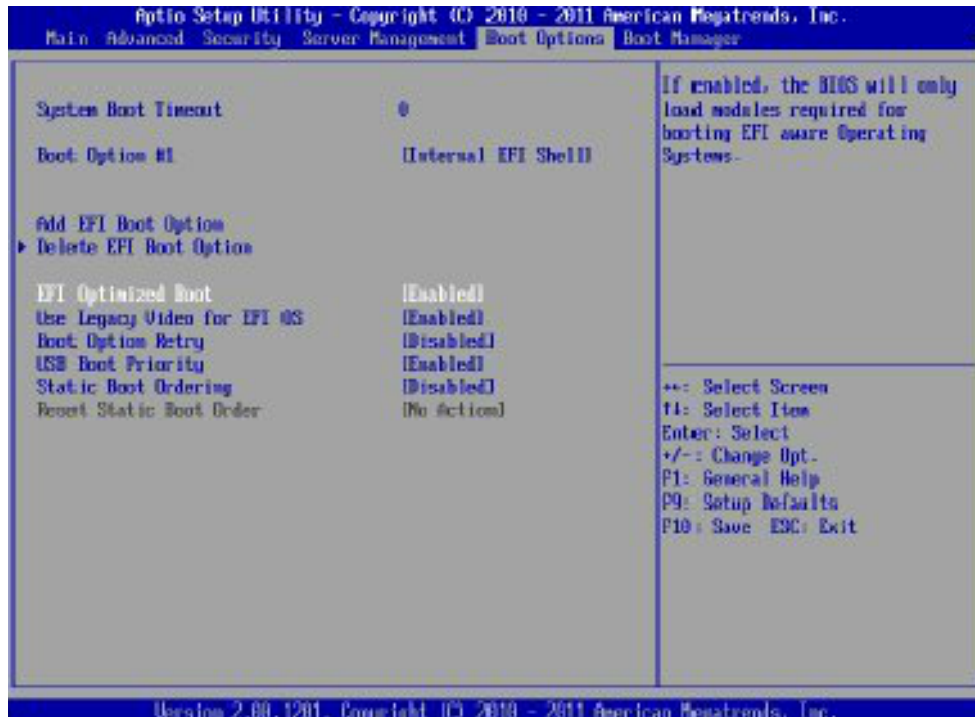 Aptio Setup Utility - Copyright (C) 2010 - 2011 American Megatrends, Inc.
Main Advanced Security Server Management Boot Options Boot Manager
System Boot Timeout 0
Boot Option #1 [Internal EFI Shell]
Add EFI Boot Option
Delete EFI Boot Option
EFI Optimized Boot [Enabled]
Use Legacy Video for EFI OS [Enabled]
Boot Option Retry [Disabled]
USB Boot Priority [Enabled]
Static Boot Ordering [Disabled]
Reset Static Boot Order [No Action]
If enabled, the BIOS will only
load modules required for
booting EFI aware Operating
Systems.
↔: Select Screen
↑↓: Select Item
Enter: Select
+/-: Change Opt.
F1: General Help
F9: Setup Defaults
F10: Save ESC: Exit
Version 2.00.1201. Copyright (C) 2010 - 2011 American Megatrends, Inc.